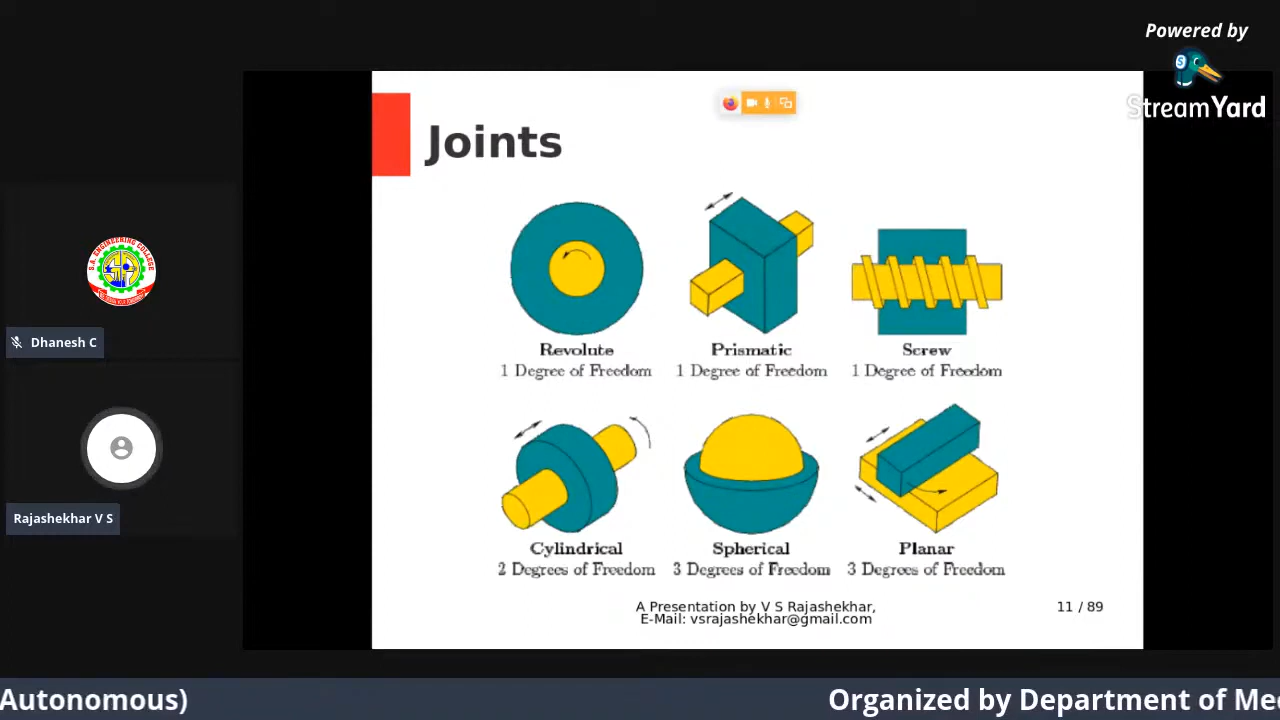 Powered by
StreamYard
Joints
Revolute
1 Degree of Freedom
Prismatic
1 Degree of Freedom
Screw
1 Degree of Freedom
Cylindrical
2 Degrees of Freedom
Spherical
3 Degrees of Freedom
Planar
3 Degrees of Freedom
A Presentation by V S Rajashekhar,
E-Mail: vsrajashekhar@gmail.com
11 / 89
S.A. ENGINEERING COLLEGE
Dhanesh C
Rajashekhar V S
Autonomous)
Organized by Department of Me